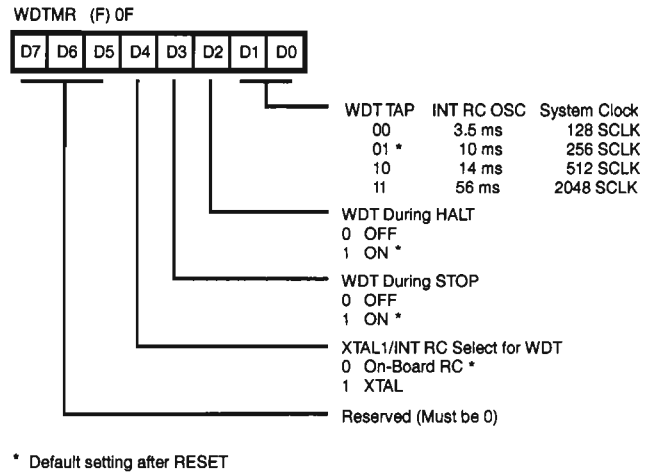 WDTMR (F) 0F
D7 D6 D5 D4 D3 D2 D1 D0
WDT TAP INT RC OSC System Clock
00 3.5 ms 128 SCLK
01 * 10 ms 256 SCLK
10 14 ms 512 SCLK
11 56 ms 2048 SCLK
WDT During HALT
0 OFF
1 ON *
WDT During STOP
0 OFF
1 ON *
XTAL1/INT RC Select for WDT
0 On-Board RC *
1 XTAL
Reserved (Must be 0)
* Default setting after RESET